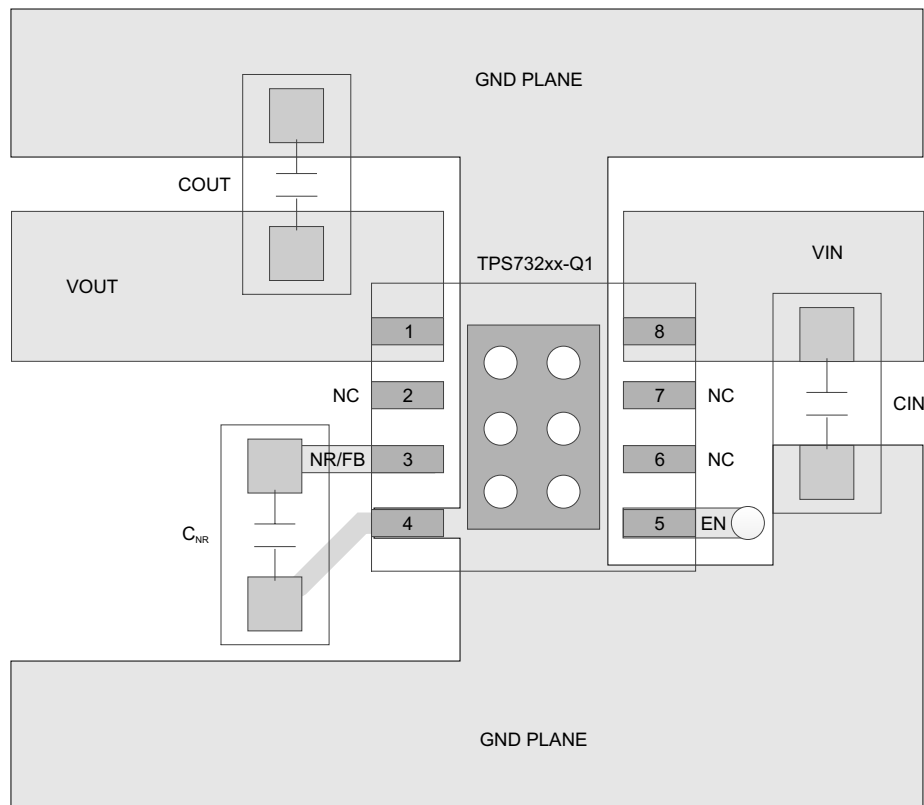 GND PLANE
COUT
TPS732xx-Q1
VIN
VOUT
1
8
NC
2
7
NC
CIN
NR/FB
3
6
NC
CNR
4
5
EN
GND PLANE